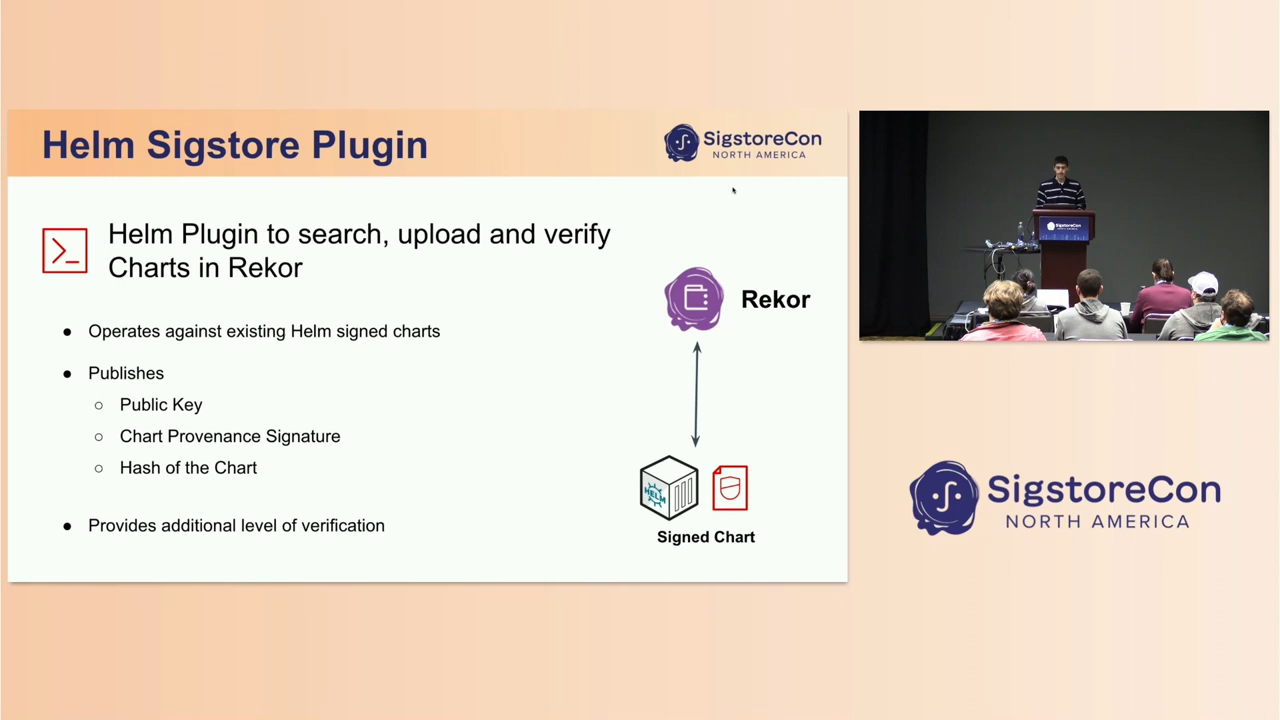 Helm Sigstore Plugin
SigstoreCon
NORTH AMERICA
Helm Plugin to search, upload and verify
Charts in Rekor
● Operates against existing Helm signed charts
● Publishes
○ Public Key
○ Chart Provenance Signature
○ Hash of the Chart
● Provides additional level of verification
Rekor
HELM
Signed Chart
SigstoreCon
SigstoreCon
NORTH AMERICA